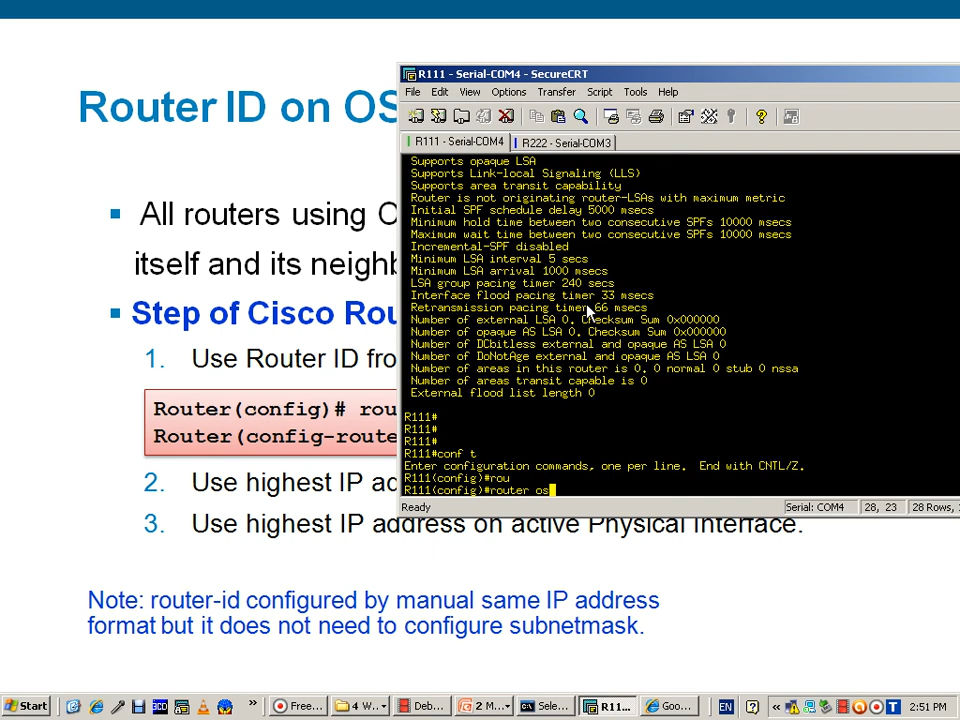 Router ID on OS
All routers using O
itself and its neighb
Step of Cisco Rou
1. Use Router ID fro
Router(config)# rou
Router(config-route
2. Use highest IP ad
3. Use highest IP address on active Physical Interface.
Note: router-id configured by manual same IP address
format but it does not need to configure subnetmask.
R111 - Serial-COM4 - SecureCRT
File Edit View Options Transfer Script Tools Help
R111 - Serial-COM4 R222 - Serial-COM3
Supports opaque LSA
Supports Link-local Signaling (LLS)
Supports area transit capability
Router is not originating router-LSAs with maximum metric
Initial SPF schedule delay 5000 msecs
Minimum hold time between two consecutive SPFs 10000 msecs
Maximum wait time between two consecutive SPFs 10000 msecs
Incremental-SPF disabled
Minimum LSA interval 5 secs
Minimum LSA arrival 1000 msecs
LSA group pacing timer 240 secs
Interface flood pacing timer 33 msecs
Retransmission pacing timer 66 msecs
Number of external LSA 0. Checksum Sum 0x000000
Number of opaque AS LSA 0. Checksum Sum 0x000000
Number of DCbitless external and opaque AS LSA 0
Number of DoNotAge external and opaque AS LSA 0
Number of areas in this router is 0. 0 normal 0 stub 0 nssa
Number of areas transit capable is 0
External flood list length 0
R111#
R111#
R111#
R111#conf t
Enter configuration commands, one per line. End with CNTL/Z.
R111(config)#rou
R111(config)#router os
Ready Serial: COM4 28, 23 28 Rows,
Start Free... 4 W.. Deb... 2 M... Sele... R11... Goo... EN 2:51 PM